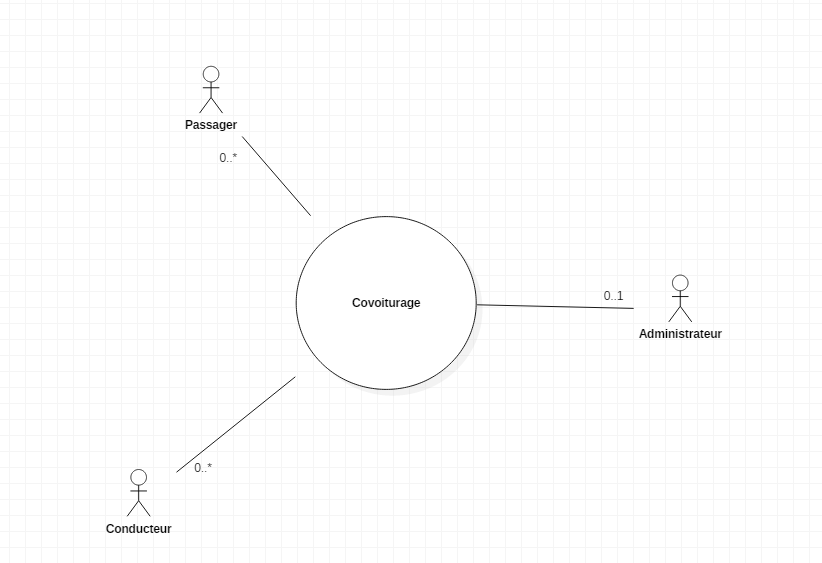 Passager
0..*
Covoiturage
0..1
Administrateur
0..*
Conducteur